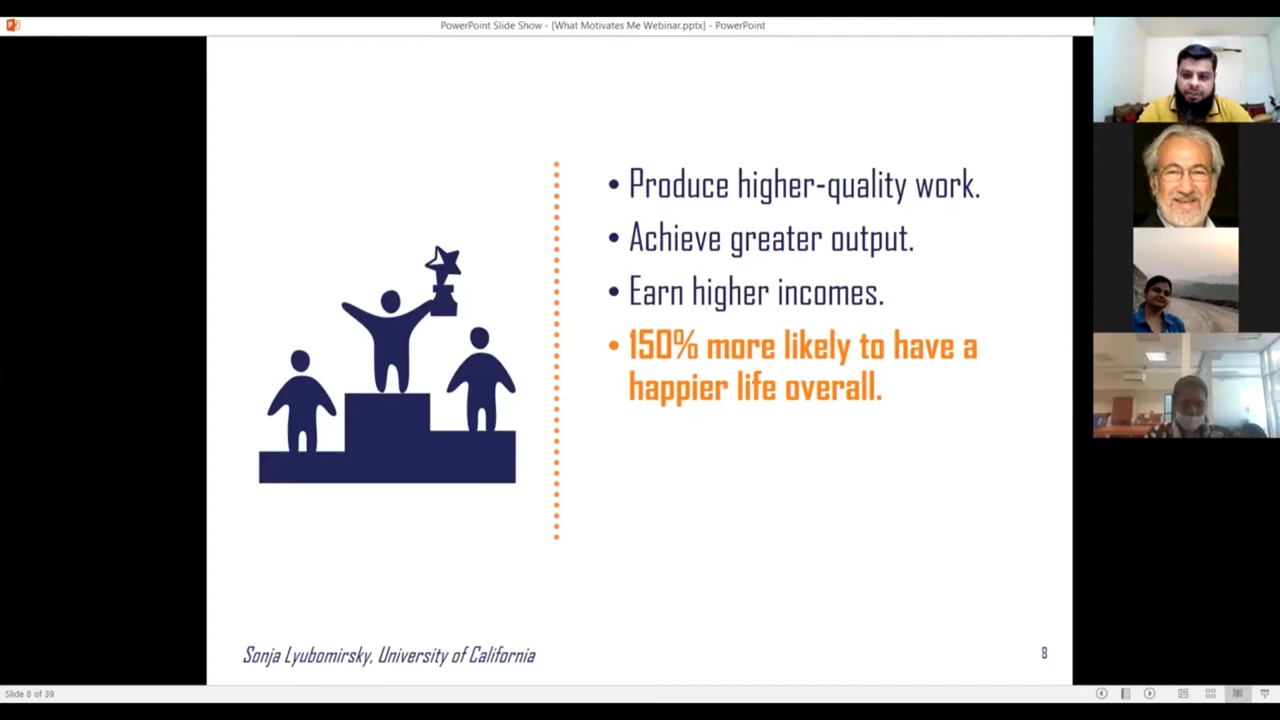 PowerPoint Slide Show - [What Motivates Me Webinar.pptx] - PowerPoint
• Produce higher-quality work.
• Achieve greater output.
• Earn higher incomes.
• 150% more likely to have a
happier life overall.
Sonja Lyubomirsky, University of California
8
Slide 8 of 39